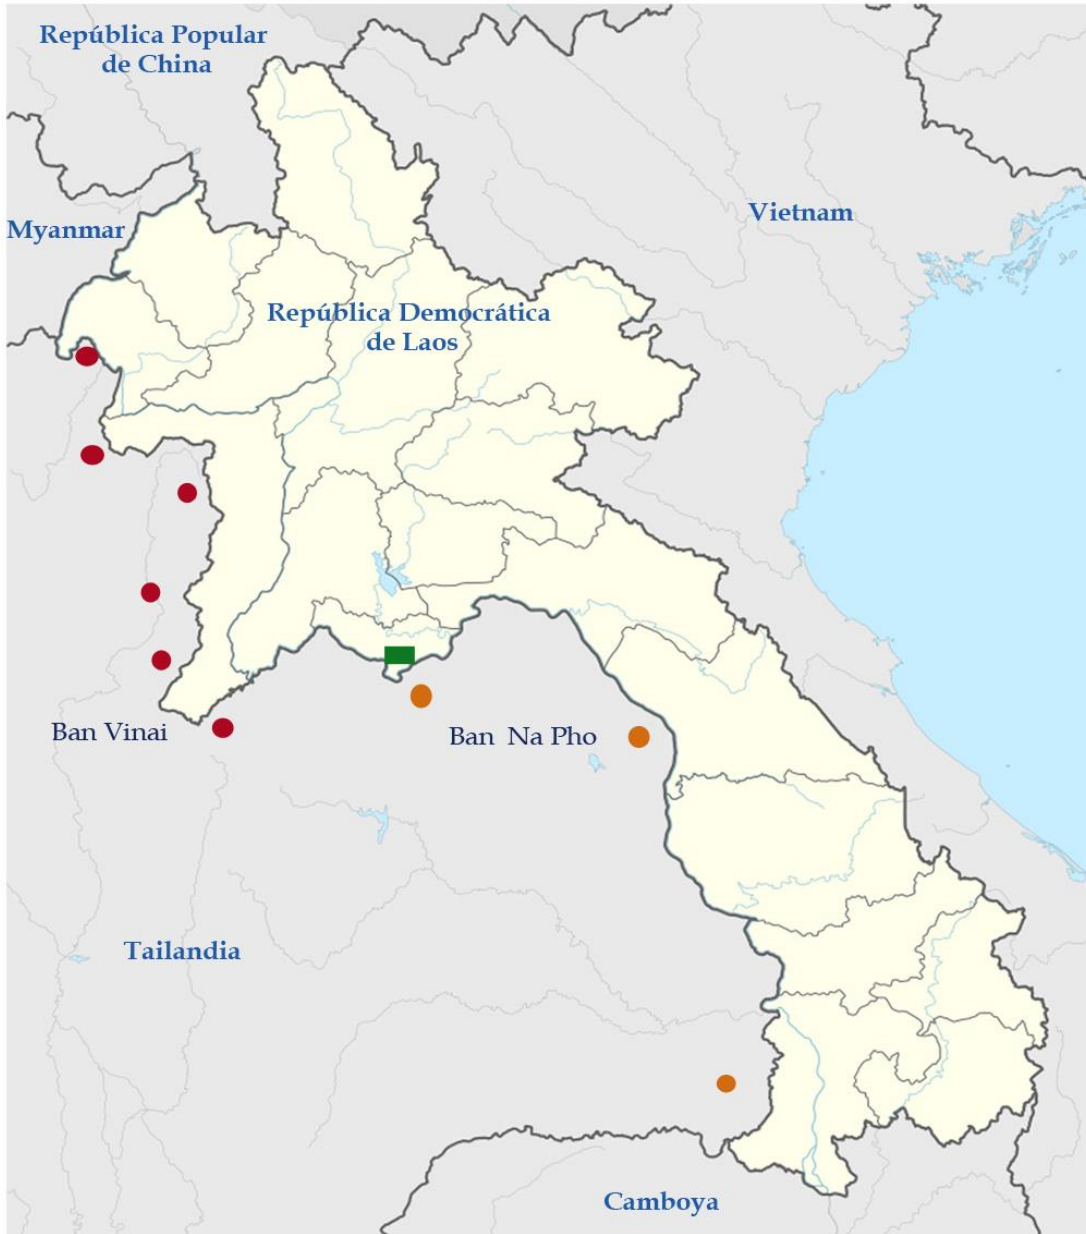 República Popular
de China
Vietnam
Myanmar
República Democrática
de Laos
Ban Vinai
Ban Na Pho
Tailandia
Camboya